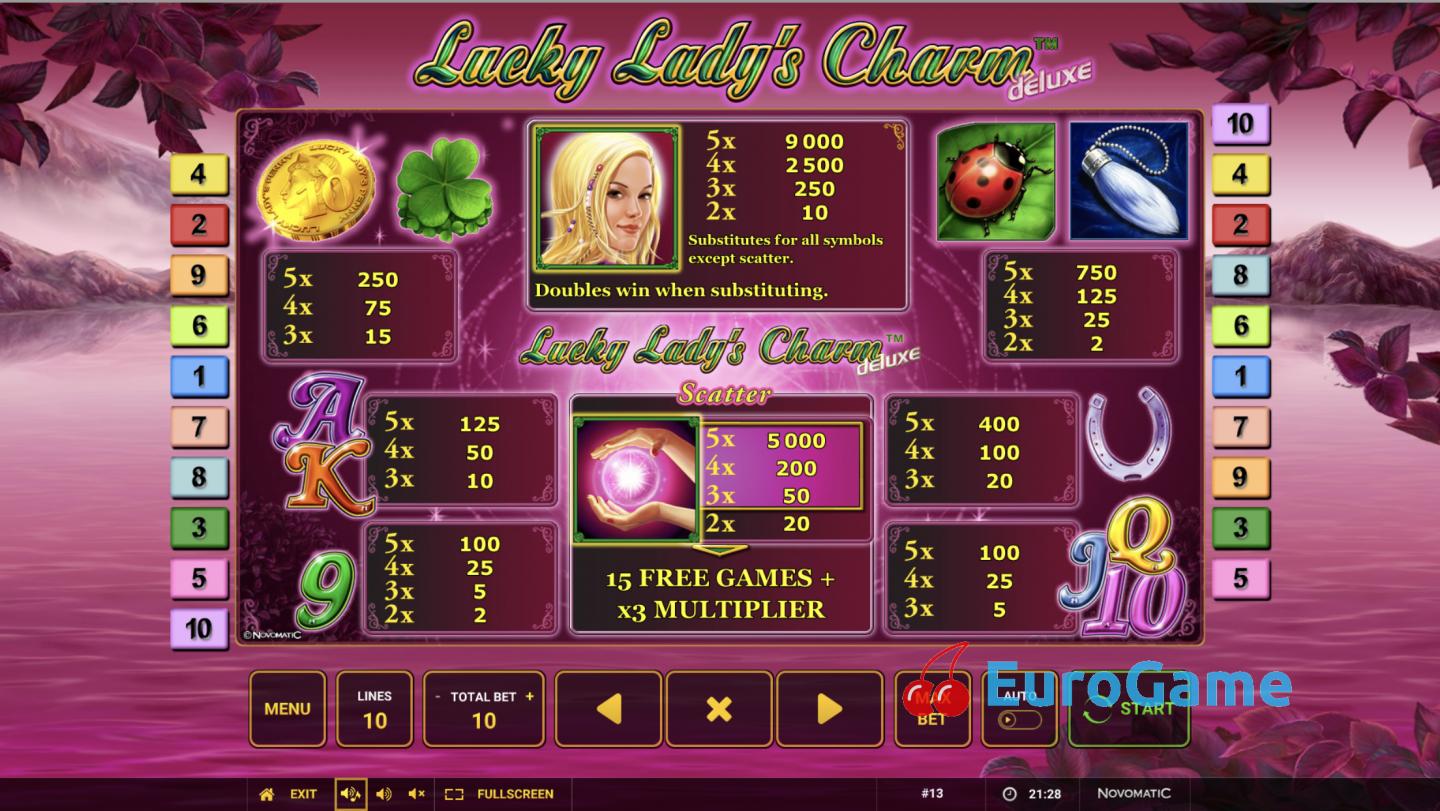 Lucky Lady's Charm™
deluxe
5x 9 000
4x 2 500
3x 250
2x 10
Substitutes for all symbols
except scatter.
Doubles win when substituting.
5x 250
4x 75
3x 15
5x 750
4x 125
3x 25
2x 2
Lucky Lady's Charm™
deluxe
Scatter
A
K
5x 125
4x 50
3x 10
5x 5 000
4x 200
3x 50
2x 20
15 FREE GAMES +
x3 MULTIPLIER
5x 400
4x 100
3x 20
9
5x 100
4x 25
3x 5
2x 2
5x 100
4x 25
3x 5
Q
J
10
© NOVOMATIC
4
2
9
6
1
7
8
3
5
10
10
4
2
8
6
1
7
9
3
5
MENU
LINES
10
- TOTAL BET +
10
MAX
BET
AUTO
START
EuroGame
EXIT
FULLSCREEN
#13
21:28
NOVOMATIC